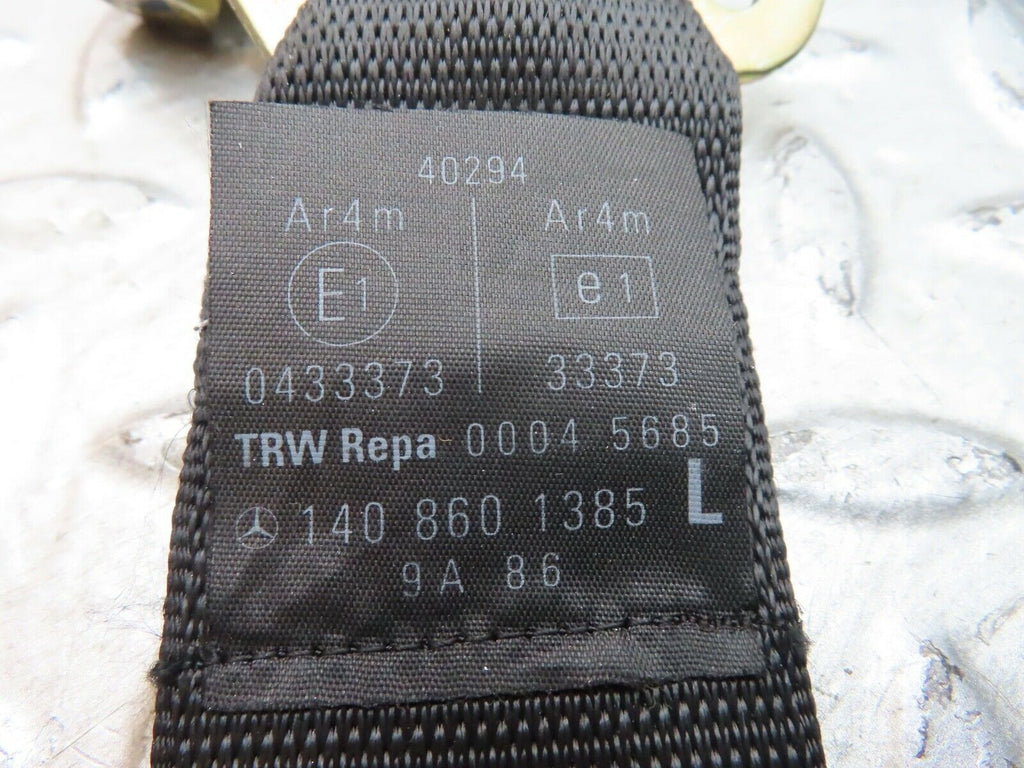 40294
Ar4m Ar4m
E1 e1
0433373 33373
TRW Repa 0004 5685
140 860 1385 L
9A 86